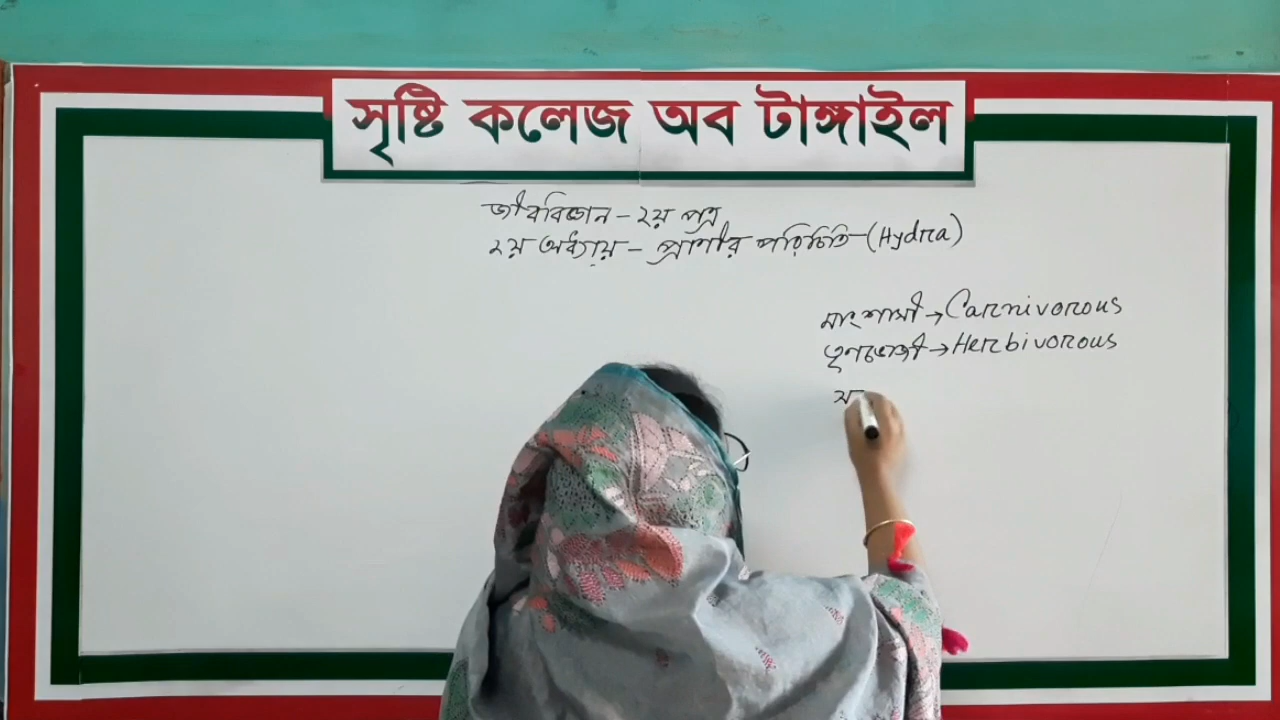 সৃষ্টি কলেজ অব টাঙ্গাইল
জীববিজ্ঞান - ২য় পত্র
২য় অধ্যায় - প্রাণীর পরিচিতি - (Hydra)
মাংশাসী → Carnivorous
তৃণভোজী → Herbivorous
স